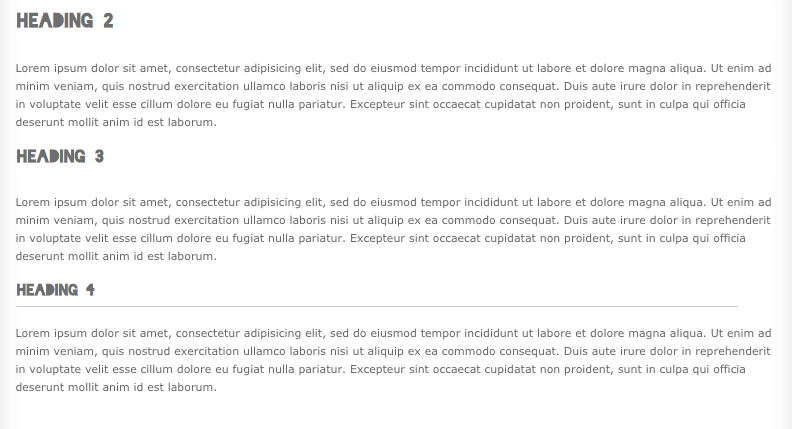 HEADING 2
Lorem ipsum dolor sit amet, consectetur adipisicing elit, sed do eiusmod tempor incididunt ut labore et dolore magna aliqua. Ut enim ad
minim veniam, quis nostrud exercitation ullamco laboris nisi ut aliquip ex ea commodo consequat. Duis aute irure dolor in reprehenderit
in voluptate velit esse cillum dolore eu fugiat nulla pariatur. Excepteur sint occaecat cupidatat non proident, sunt in culpa qui officia
deserunt mollit anim id est laborum.
HEADING 3
Lorem ipsum dolor sit amet, consectetur adipisicing elit, sed do eiusmod tempor incididunt ut labore et dolore magna aliqua. Ut enim ad
minim veniam, quis nostrud exercitation ullamco laboris nisi ut aliquip ex ea commodo consequat. Duis aute irure dolor in reprehenderit
in voluptate velit esse cillum dolore eu fugiat nulla pariatur. Excepteur sint occaecat cupidatat non proident, sunt in culpa qui officia
deserunt mollit anim id est laborum.
HEADING 4
Lorem ipsum dolor sit amet, consectetur adipisicing elit, sed do eiusmod tempor incididunt ut labore et dolore magna aliqua. Ut enim ad
minim veniam, quis nostrud exercitation ullamco laboris nisi ut aliquip ex ea commodo consequat. Duis aute irure dolor in reprehenderit
in voluptate velit esse cillum dolore eu fugiat nulla pariatur. Excepteur sint occaecat cupidatat non proident, sunt in culpa qui officia
deserunt mollit anim id est laborum.